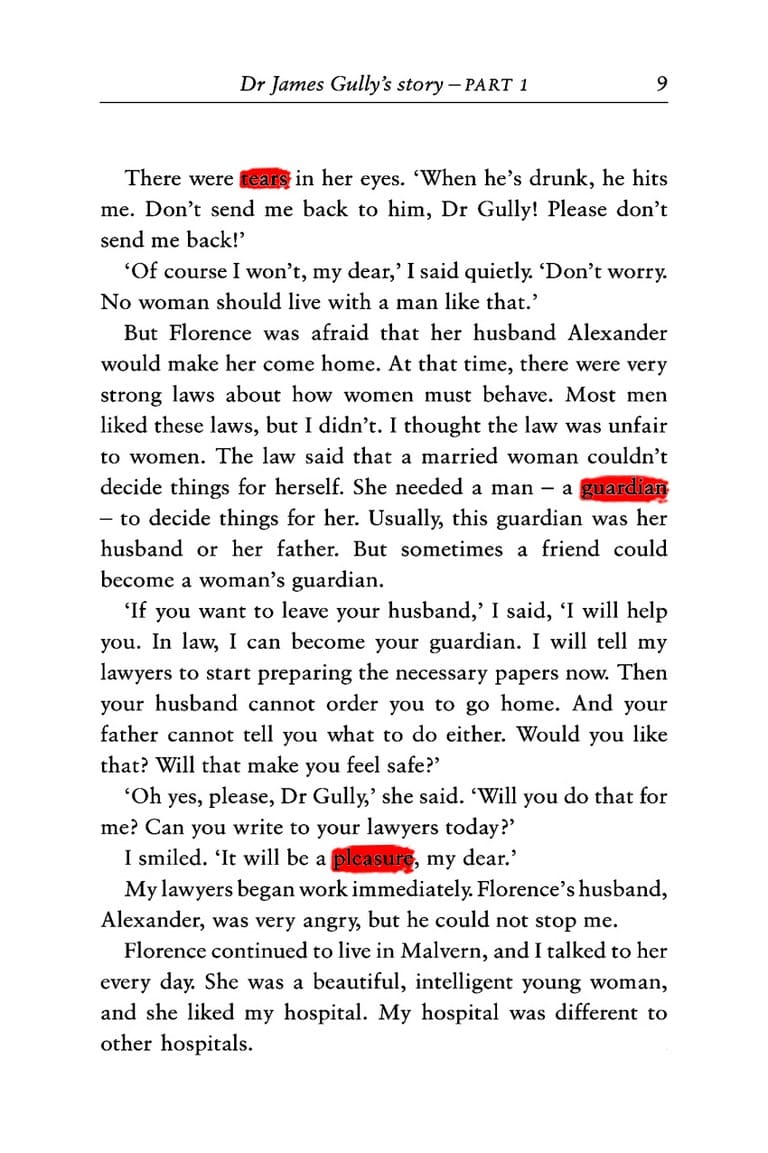 Dr James Gully's story – PART 1 9
There were tears in her eyes. ‘When he’s drunk, he hits
me. Don’t send me back to him, Dr Gully! Please don’t
send me back!’
‘Of course I won’t, my dear,’ I said quietly. ‘Don’t worry.
No woman should live with a man like that.’
But Florence was afraid that her husband Alexander
would make her come home. At that time, there were very
strong laws about how women must behave. Most men
liked these laws, but I didn’t. I thought the law was unfair
to women. The law said that a married woman couldn’t
decide things for herself. She needed a man – a guardian
– to decide things for her. Usually, this guardian was her
husband or her father. But sometimes a friend could
become a woman’s guardian.
‘If you want to leave your husband,’ I said, ‘I will help
you. In law, I can become your guardian. I will tell my
lawyers to start preparing the necessary papers now. Then
your husband cannot order you to go home. And your
father cannot tell you what to do either. Would you like
that? Will that make you feel safe?’
‘Oh yes, please, Dr Gully,’ she said. ‘Will you do that for
me? Can you write to your lawyers today?’
I smiled. ‘It will be a pleasure, my dear.’
My lawyers began work immediately. Florence’s husband,
Alexander, was very angry, but he could not stop me.
Florence continued to live in Malvern, and I talked to her
every day. She was a beautiful, intelligent young woman,
and she liked my hospital. My hospital was different to
other hospitals.